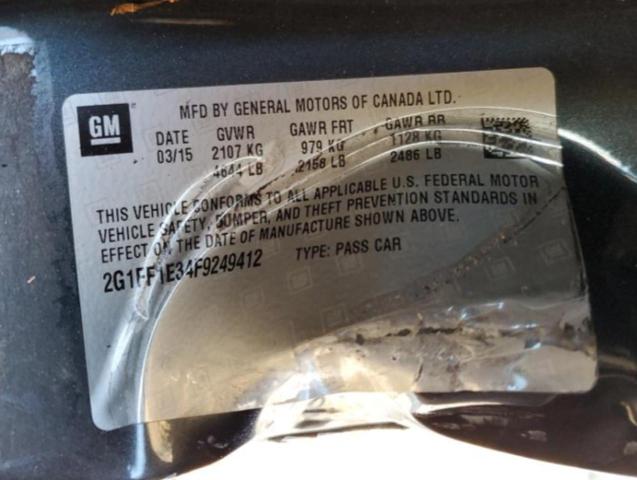 GM
MFD BY GENERAL MOTORS OF CANADA LTD.
DATE GVWR GAWR FRT GAWR RR
03/15 2107 KG 979 KG 1128 KG
4644 LB 2158 LB 2486 LB
THIS VEHICLE CONFORMS TO ALL APPLICABLE U.S. FEDERAL MOTOR
VEHICLE SAFETY, BUMPER, AND THEFT PREVENTION STANDARDS IN
EFFECT ON THE DATE OF MANUFACTURE SHOWN ABOVE.
2G1FF1E34F9249412 TYPE: PASS CAR